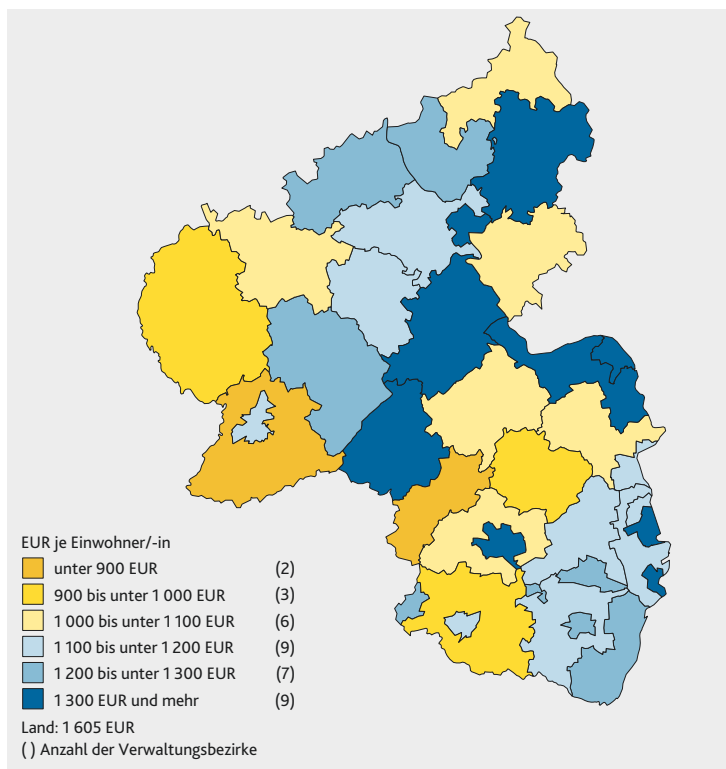 EUR je Einwohner/-in
unter 900 EUR (2)
900 bis unter 1 000 EUR (3)
1 000 bis unter 1 100 EUR (6)
1 100 bis unter 1 200 EUR (9)
1 200 bis unter 1 300 EUR (7)
1 300 EUR und mehr (9)
Land: 1 605 EUR
( ) Anzahl der Verwaltungsbezirke